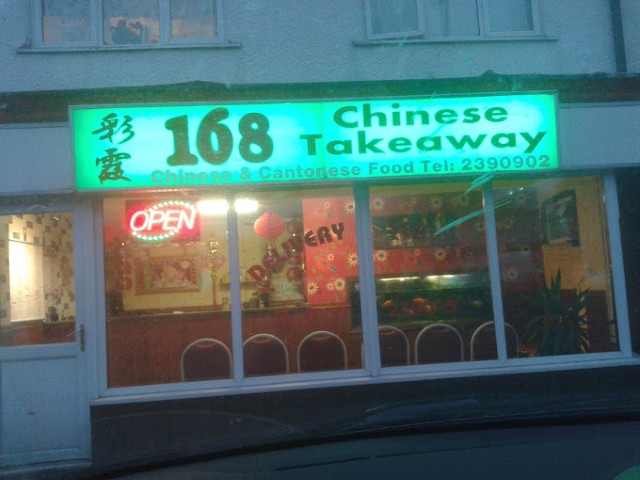 彩霞
168
Chinese
Takeaway
Chinese & Cantonese Food Tel: 2390902
OPEN
DELIVERY